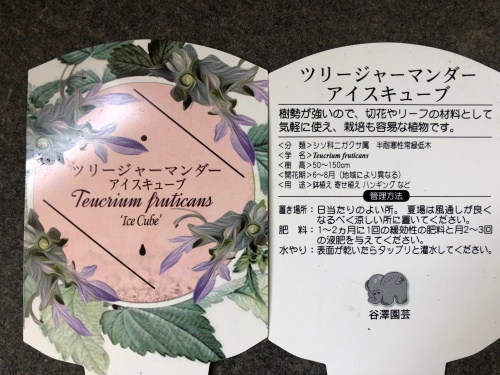 ツリージャーマンダー
アイスキューブ
Teucrium fruticans
'Ice Cube'
ツリージャーマンダー
アイスキューブ
樹勢が強いので、切花やリーフの材料として
気軽に使え、栽培も容易な植物です。
<分　類>シソ科ニガクサ属　半耐寒性常緑低木
<学　名>Teucrium fruticans
<樹　高>50～150cm
<開花期>6～8月（地域により異なる）
<用　途>鉢植え 寄せ植え ハンギング など
管理方法
置き場所：日当たりのよい所。 夏場は風通しが良く
なるべく涼しい所に置いてください。
肥　料：1～2ヵ月に1回の緩効性の肥料と月2～3回
の液肥を与えてください。
水やり：表面が乾いたらタップリと灌水してください。
谷澤園芸